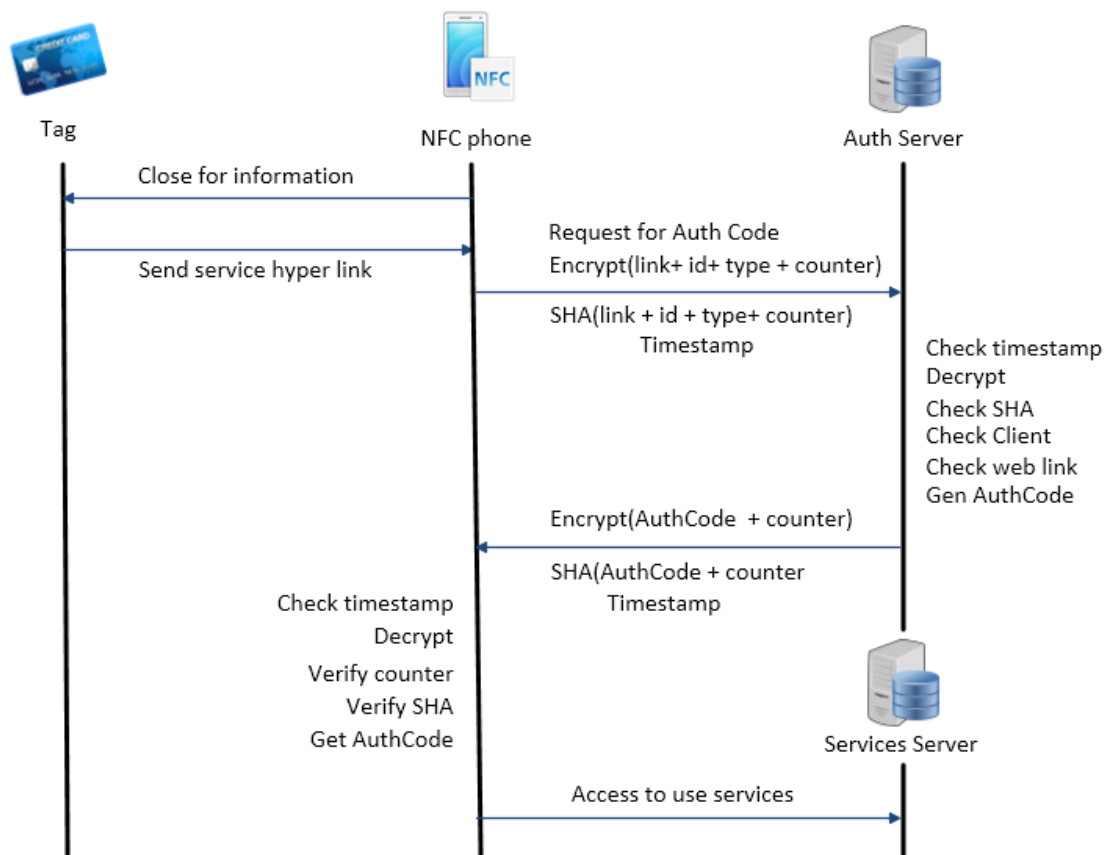 CREDIT CARD
NFC
Tag
NFC phone
Auth Server
Close for information
Send service hyper link
Request for Auth Code
Encrypt(link+ id+ type + counter)
SHA(link + id + type+ counter)
Timestamp
Check timestamp
Decrypt
Check SHA
Check Client
Check web link
Gen AuthCode
Encrypt(AuthCode + counter)
SHA(AuthCode + counter
Timestamp
Check timestamp
Decrypt
Verify counter
Verify SHA
Get AuthCode
Services Server
Access to use services